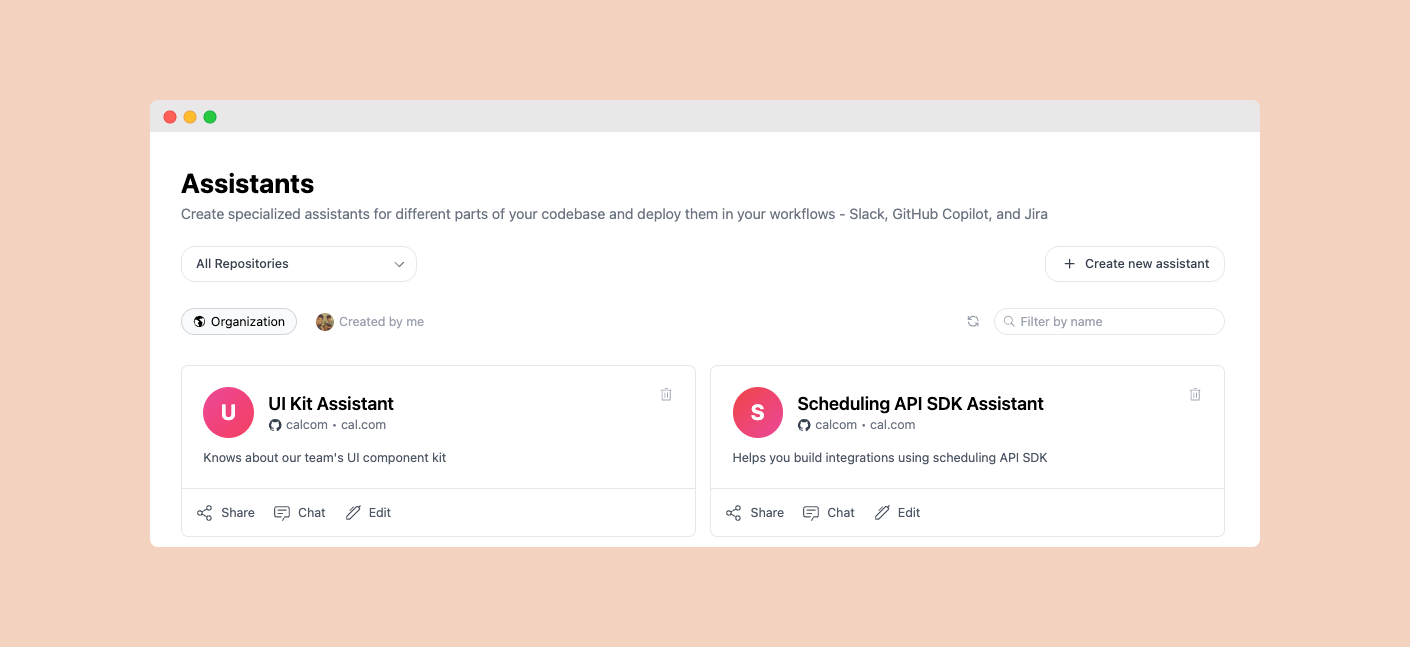 Assistants
Create specialized assistants for different parts of your codebase and deploy them in your workflows - Slack, GitHub Copilot, and Jira
All Repositories
Create new assistant
Organization
Created by me
Filter by name
U
UI Kit Assistant
calcom • cal.com
Knows about our team's UI component kit
Share
Chat
Edit
S
Scheduling API SDK Assistant
calcom • cal.com
Helps you build integrations using scheduling API SDK
Share
Chat
Edit